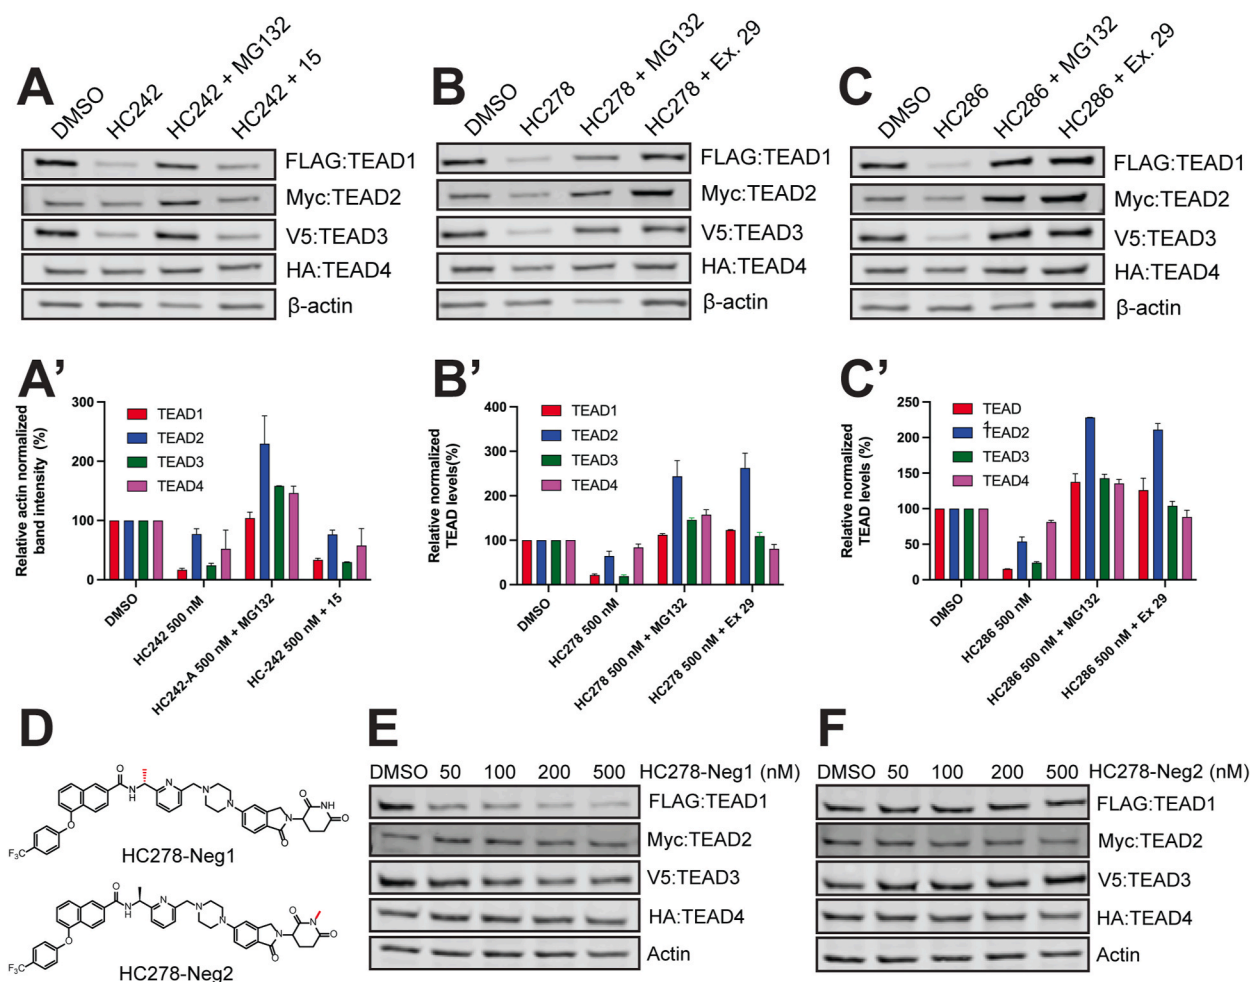 A
DMSO
HC242
HC242 + MG132
HC242 + 15
FLAG:TEAD1
Myc:TEAD2
V5:TEAD3
HA:TEAD4
β-actin
B
DMSO
HC278
HC278 + MG132
HC278 + Ex. 29
FLAG:TEAD1
Myc:TEAD2
V5:TEAD3
HA:TEAD4
β-actin
C
DMSO
HC286
HC286 + MG132
HC286 + Ex. 29
FLAG:TEAD1
Myc:TEAD2
V5:TEAD3
HA:TEAD4
β-actin
A'
Relative actin normalized
band intensity (%)
300
200
100
0
TEAD1
TEAD2
TEAD3
TEAD4
DMSO
HC242 500 nM
HC242-A 500 nM + MG132
HC-242 500 nM + 15
B'
Relative normalized
TEAD levels(%)
400
300
200
100
0
TEAD1
TEAD2
TEAD3
TEAD4
DMSO
HC278 500 nM
HC278 500 nM + MG132
HC278 500 nM + Ex 29
C'
Relative normalized
TEAD levels (%)
250
200
150
100
50
0
TEAD
1
TEAD2
TEAD3
TEAD4
DMSO
HC286 500 nM
HC286 500 nM + MG132
HC286 500 nM + Ex 29
D
O
N
H
N
N
N
O
NH
O
N
O
O
F3C
HC278-Neg1
O
N
H
N
N
N
O
N
O
N
O
O
F3C
HC278-Neg2
E
DMSO 50 100 200 500 HC278-Neg1 (nM)
FLAG:TEAD1
Myc:TEAD2
V5:TEAD3
HA:TEAD4
Actin
F
DMSO 50 100 200 500 HC278-Neg2 (nM)
FLAG:TEAD1
Myc:TEAD2
V5:TEAD3
HA:TEAD4
Actin